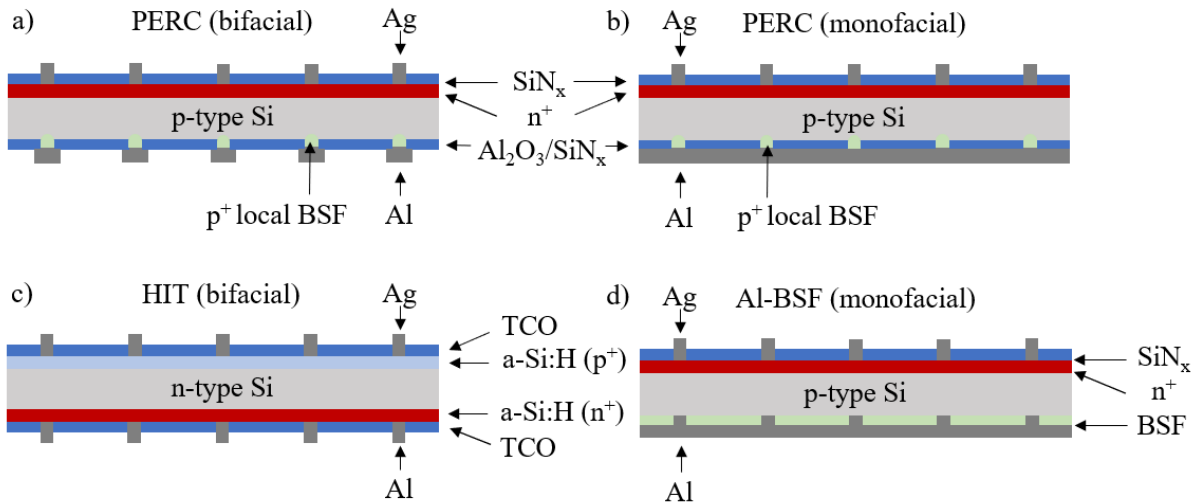 a)
PERC (bifacial)
Ag
SiNₓ
n⁺
p-type Si
Al₂O₃/SiNₓ
p⁺ local BSF
Al
b)
PERC (monofacial)
Ag
p-type Si
Al
p⁺ local BSF
c)
HIT (bifacial)
Ag
TCO
a-Si:H (p⁺)
n-type Si
a-Si:H (n⁺)
TCO
Al
d)
Al-BSF (monofacial)
Ag
SiNₓ
n⁺
p-type Si
BSF
Al